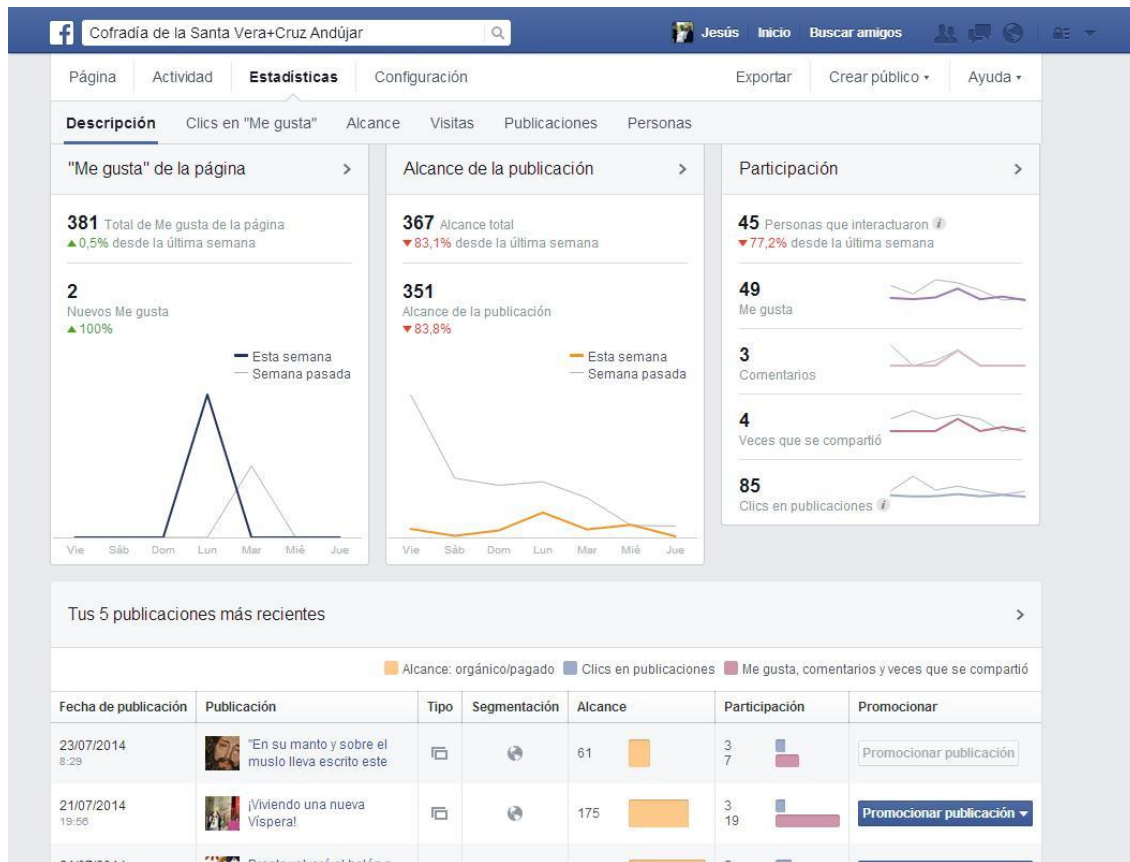 f Cofradía de la Santa Vera+Cruz Andújar
Jesús Inicio Buscar amigos
Página Actividad Estadísticas Configuración Exportar Crear público Ayuda
Descripción Clics en "Me gusta" Alcance Visitas Publicaciones Personas
"Me gusta" de la página
381 Total de Me gusta de la página
0,5% desde la última semana
2
Nuevos Me gusta
100%
Esta semana
Semana pasada
Vie Sáb Dom Lun Mar Mié Jue
Alcance de la publicación
367 Alcance total
83,1% desde la última semana
351
Alcance de la publicación
83,8%
Esta semana
Semana pasada
Vie Sáb Dom Lun Mar Mié Jue
Participación
45 Personas que interactuaron i
77,2% desde la última semana
49
Me gusta
3
Comentarios
4
Veces que se compartió
85
Clics en publicaciones i
Tus 5 publicaciones más recientes
Alcance: orgánico/pagado Clics en publicaciones Me gusta, comentarios y veces que se compartió
Fecha de publicación Publicación Tipo Segmentación Alcance Participación Promocionar
23/07/2014 "En su manto y sobre el 61 3 Promocionar publicación
8:29 muslo lleva escrito este 7
21/07/2014 ¡Viviendo una nueva 175 3 Promocionar publicación
19:56 Víspera! 19